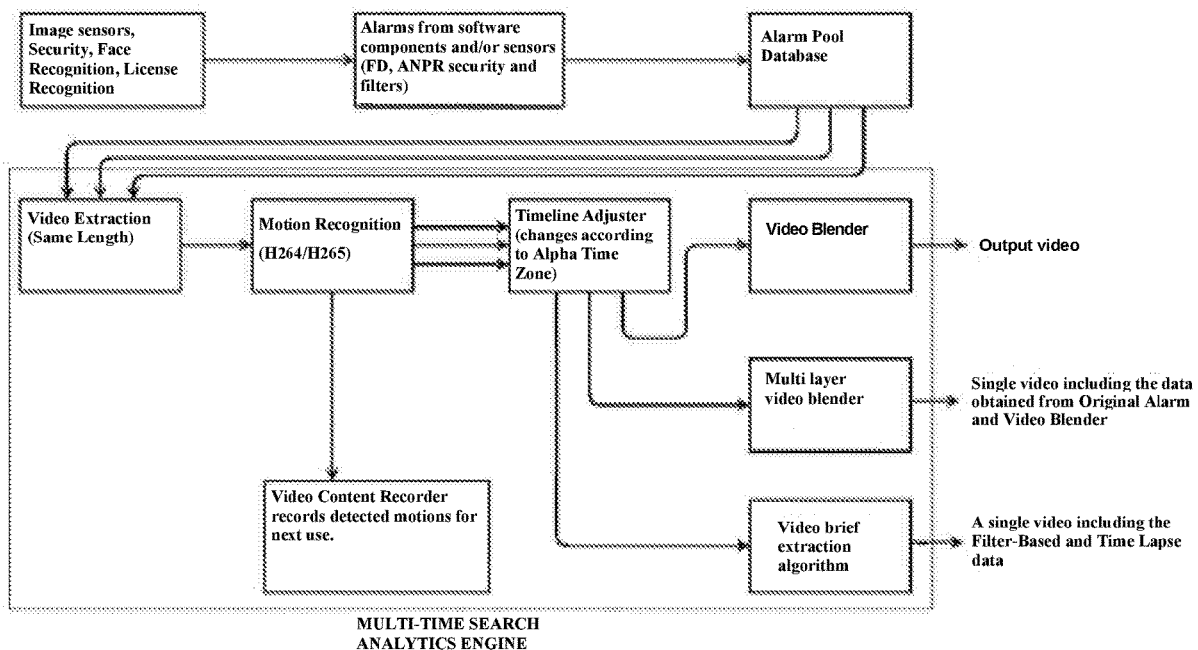 Image sensors,
Security, Face
Recognition, License
Recognition
Alarms from software
components and/or sensors
(FD, ANPR security and
filters)
Alarm Pool
Database
Video Extraction
(Same Length)
Motion Recognition
(H264/H265)
Timeline Adjuster
(changes according
to Alpha Time
Zone)
Video Blender
Output video
Multi layer
video blender
Single video including the data
obtained from Original Alarm
and Video Blender
Video Content Recorder
records detected motions for
next use.
Video brief
extraction
algorithm
A single video including the
Filter-Based and Time Lapse
data
MULTI-TIME SEARCH
ANALYTICS ENGINE